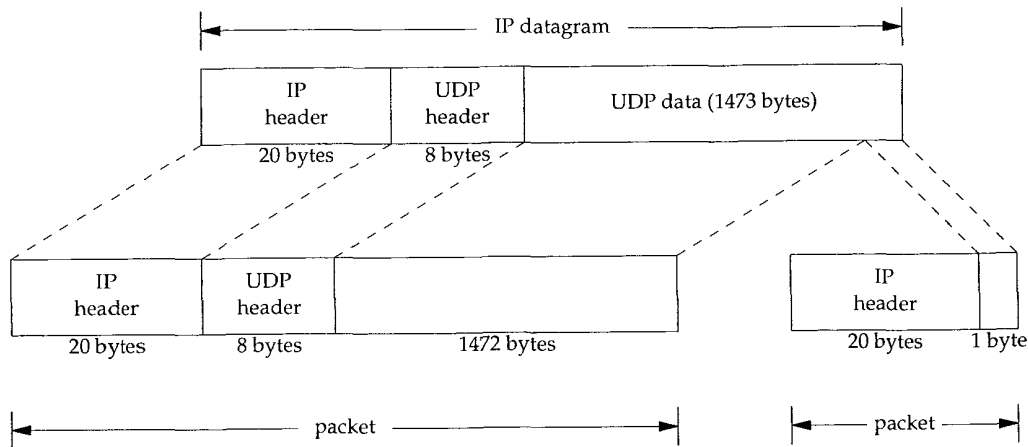 IP datagram
IP
header
UDP
header
UDP data (1473 bytes)
20 bytes
8 bytes
IP
header
UDP
header
IP
header
20 bytes
8 bytes
1472 bytes
20 bytes
1 byte
packet
packet